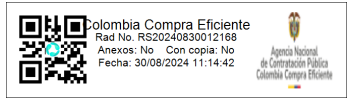 Colombia Compra Eficiente
Rad No. RS20240830012168
Anexos: No Con copia: No
Fecha: 30/08/2024 11:14:42
Agencia Nacional
de Contratación Pública
Colombia Compra Eficiente